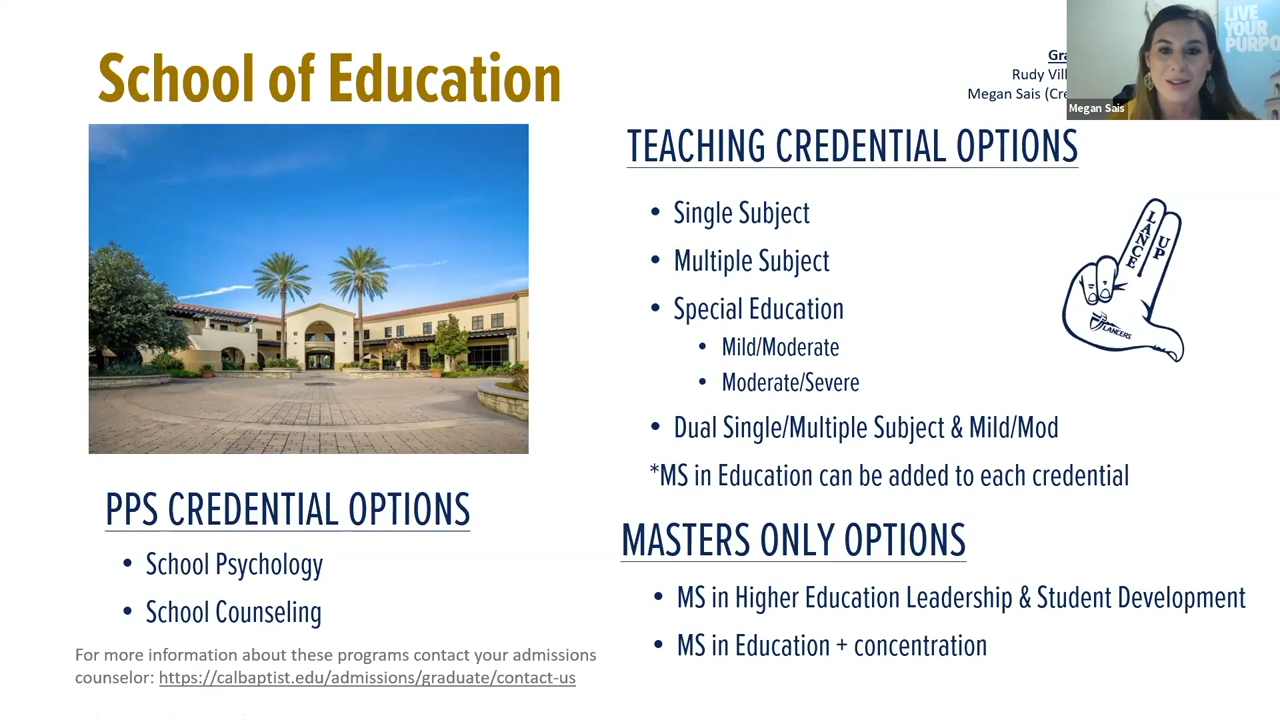 School of Education
Rudy
Megan Sais
Megan Sais
LIVE
YOUR
TEACHING CREDENTIAL OPTIONS
• Single Subject
• Multiple Subject
• Special Education
• Mild/Moderate
• Moderate/Severe
• Dual Single/Multiple Subject & Mild/Mod
*MS in Education can be added to each credential
LANCE
UP
LANCERS
PPS CREDENTIAL OPTIONS
• School Psychology
• School Counseling
For more information about these programs contact your admissions
counselor: https://calbaptist.edu/admissions/graduate/contact-us
MASTERS ONLY OPTIONS
• MS in Higher Education Leadership & Student Development
• MS in Education + concentration